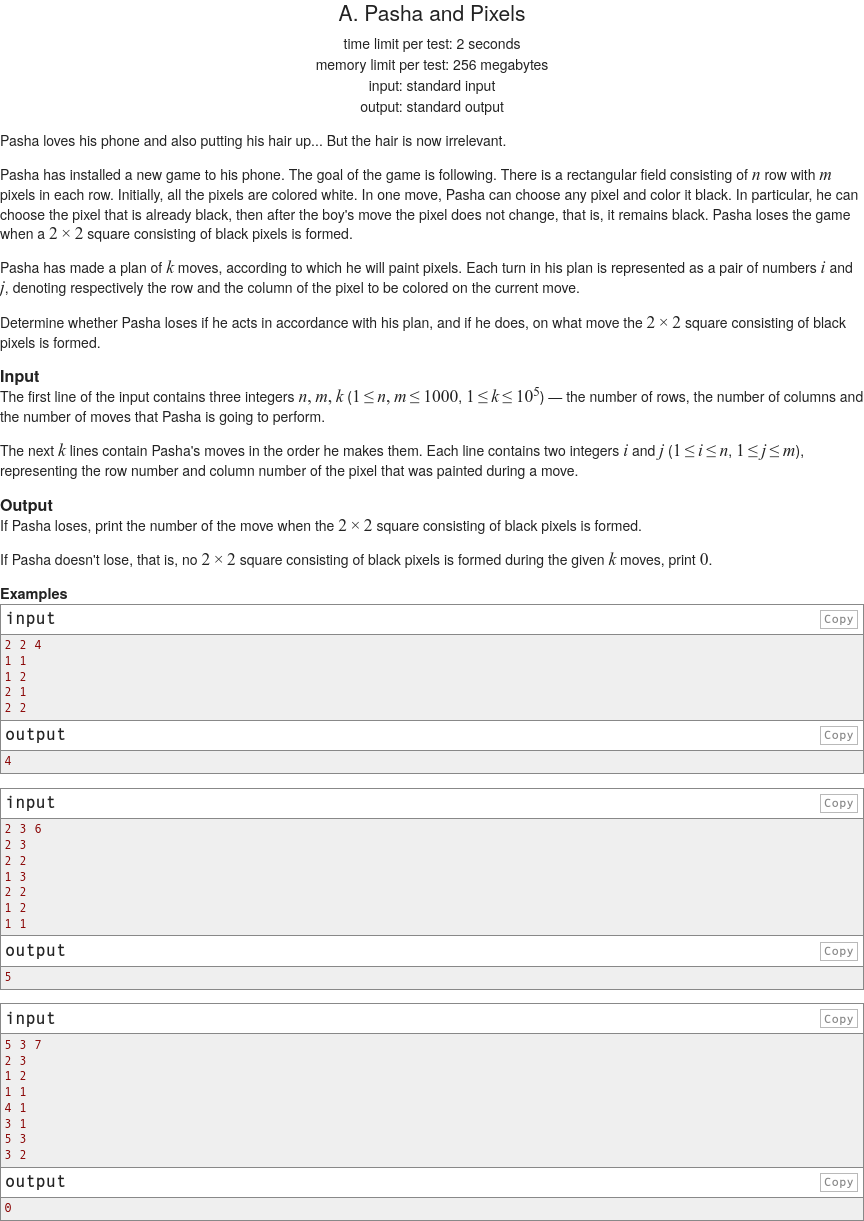 A. Pasha and Pixels
time limit per test: 2 seconds
memory limit per test: 256 megabytes
input: standard input
output: standard output
Pasha loves his phone and also putting his hair up... But the hair is now irrelevant.
Pasha has installed a new game to his phone. The goal of the game is following. There is a rectangular field consisting of n row with m
pixels in each row. Initially, all the pixels are colored white. In one move, Pasha can choose any pixel and color it black. In particular, he can
choose the pixel that is already black, then after the boy's move the pixel does not change, that is, it remains black. Pasha loses the game
when a 2 × 2 square consisting of black pixels is formed.
Pasha has made a plan of k moves, according to which he will paint pixels. Each turn in his plan is represented as a pair of numbers i and
j, denoting respectively the row and the column of the pixel to be colored on the current move.
Determine whether Pasha loses if he acts in accordance with his plan, and if he does, on what move the 2 × 2 square consisting of black
pixels is formed.
Input
The first line of the input contains three integers n, m, k (1 ≤ n, m ≤ 1000, 1 ≤ k ≤ 10⁵) — the number of rows, the number of columns and
the number of moves that Pasha is going to perform.
The next k lines contain Pasha's moves in the order he makes them. Each line contains two integers i and j (1 ≤ i ≤ n, 1 ≤ j ≤ m),
representing the row number and column number of the pixel that was painted during a move.
Output
If Pasha loses, print the number of the move when the 2 × 2 square consisting of black pixels is formed.
If Pasha doesn't lose, that is, no 2 × 2 square consisting of black pixels is formed during the given k moves, print 0.
Examples
input Copy
2 2 4
1 1
1 2
2 1
2 2
output Copy
4
input Copy
2 3 6
2 3
2 2
1 3
2 2
1 2
1 1
output Copy
5
input Copy
5 3 7
2 3
1 2
1 1
4 1
3 1
5 3
3 2
output Copy
0